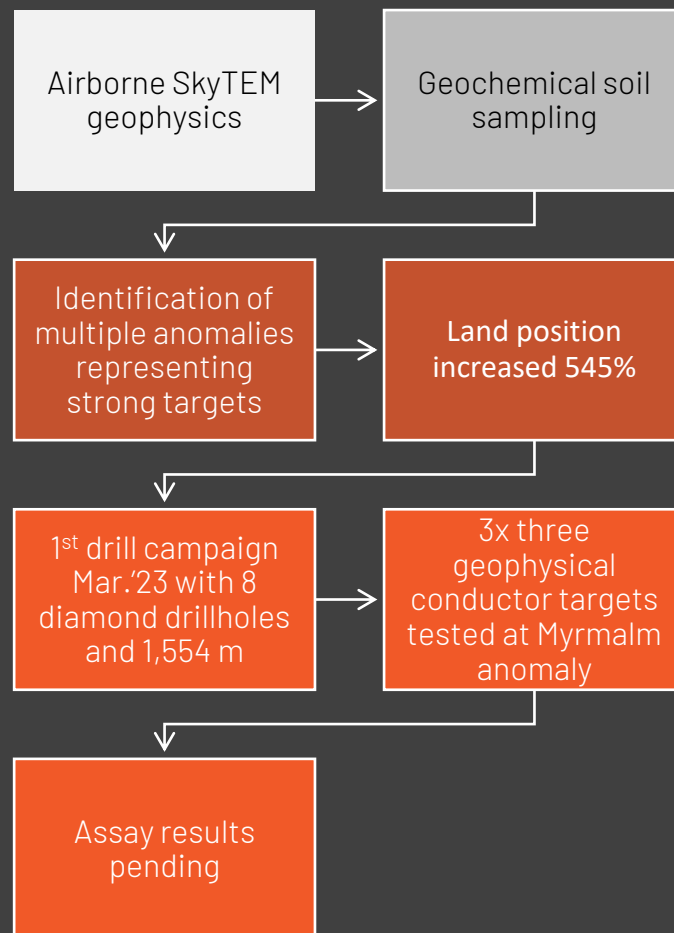 Airborne SkyTEM
geophysics
Geochemical soil
sampling
Identification of
multiple anomalies
representing
strong targets
Land position
increased 545%
1st drill campaign
Mar.'23 with 8
diamond drillholes
and 1,554 m
3x three
geophysical
conductor targets
tested at Myrmalm
anomaly
Assay results
pending